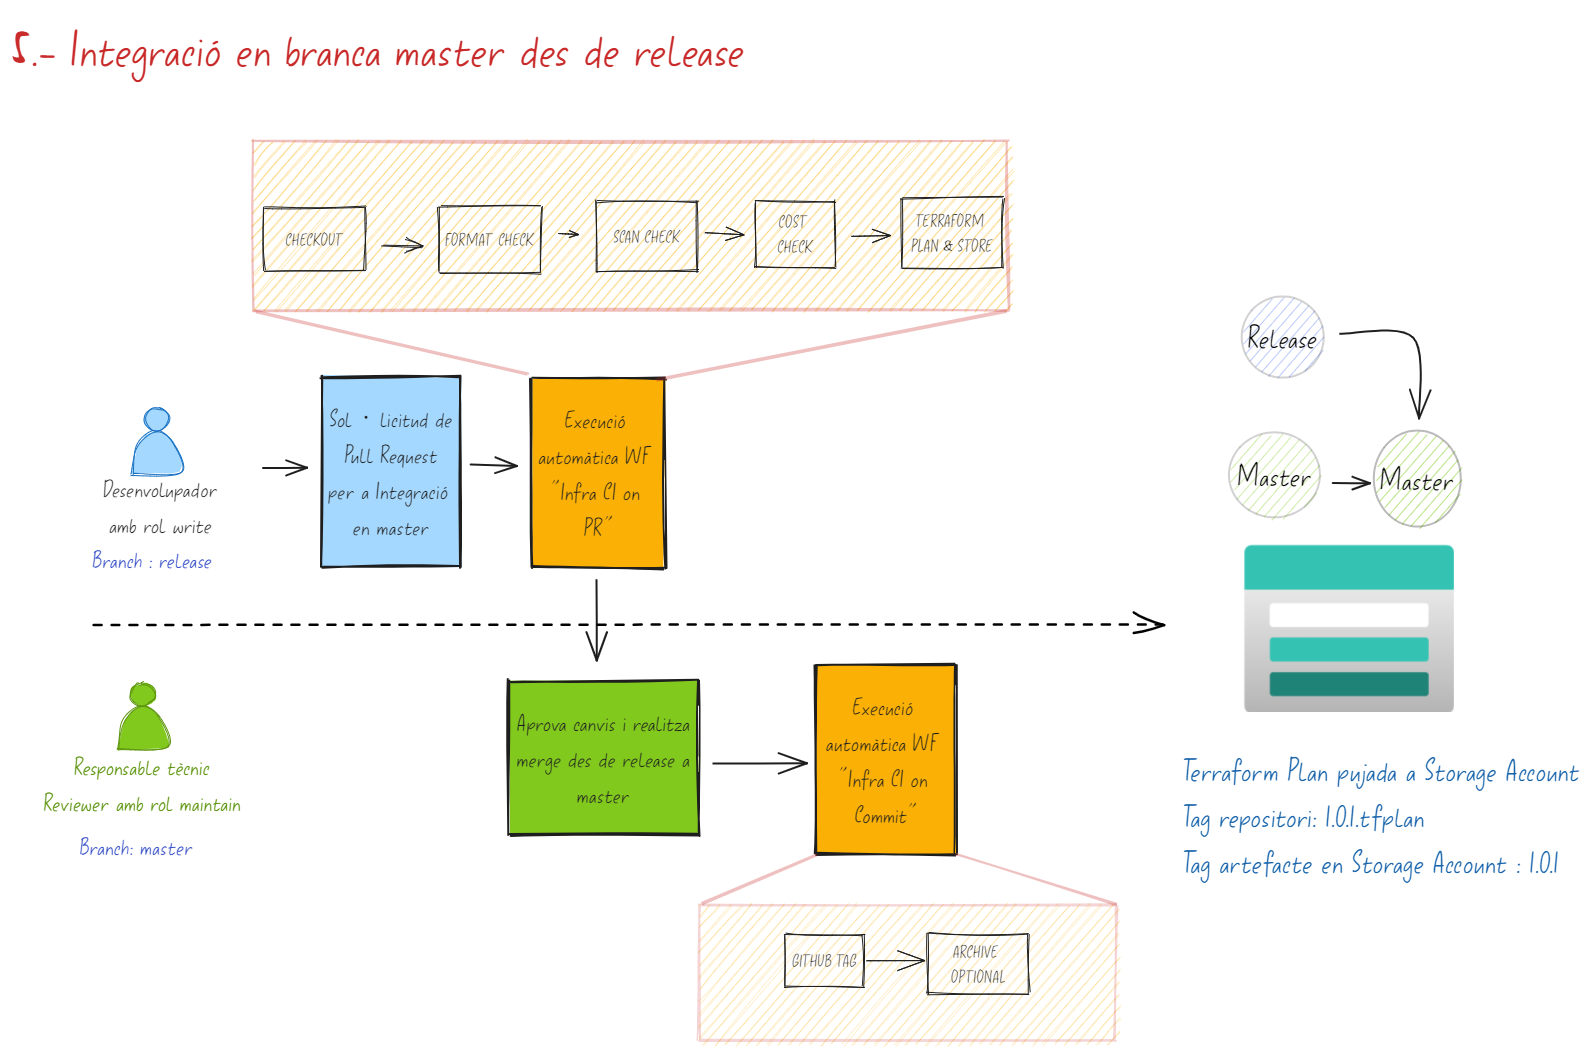 5.- Integració en branca master des de release
CHECKOUT
FORMAT CHECK
SCAN CHECK
COST
CHECK
TERRAFORM
PLAN & STORE
Desenvolupador
amb rol write
Branch : release
Sol · licitud de
Pull Request
per a Integració
en master
Execució
automàtica WF
"Infra CI on
PR"
Release
Master
Master
Responsable tècnic
Reviewer amb rol maintain
Branch: master
Aprova canvis i realitza
merge des de release a
master
Execució
automàtica WF
"Infra CI on
Commit"
GITHUB TAG
ARCHIVE
OPTIONAL
Terraform Plan pujada a Storage Account
Tag repositori: 1.0.1.tfplan
Tag artefacte en Storage Account : 1.0.1